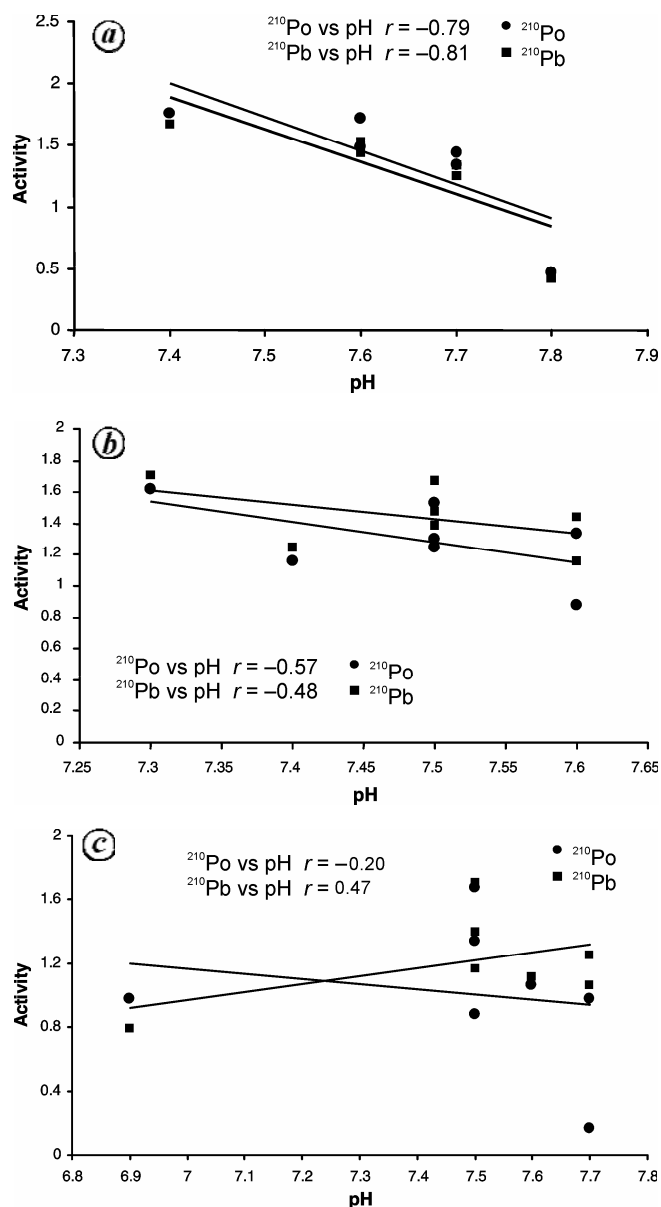 a
²¹⁰Po vs pH r = –0.79 ²¹⁰Po
²¹⁰Pb vs pH r = –0.81 ²¹⁰Pb
2.5
2
1.5
1
0.5
0
Activity
7.3 7.4 7.5 7.6 7.7 7.8 7.9
pH
b
2
1.8
1.6
1.4
1.2
1
0.8
0.6
0.4
0.2
0
Activity
²¹⁰Po vs pH r = –0.57 ²¹⁰Po
²¹⁰Pb vs pH r = –0.48 ²¹⁰Pb
7.25 7.3 7.35 7.4 7.45 7.5 7.55 7.6 7.65
pH
c
²¹⁰Po vs pH r = –0.20 ²¹⁰Po
²¹⁰Pb vs pH r = 0.47 ²¹⁰Pb
2
1.6
1.2
0.8
0.4
0
Activity
6.8 6.9 7 7.1 7.2 7.3 7.4 7.5 7.6 7.7 7.8
pH